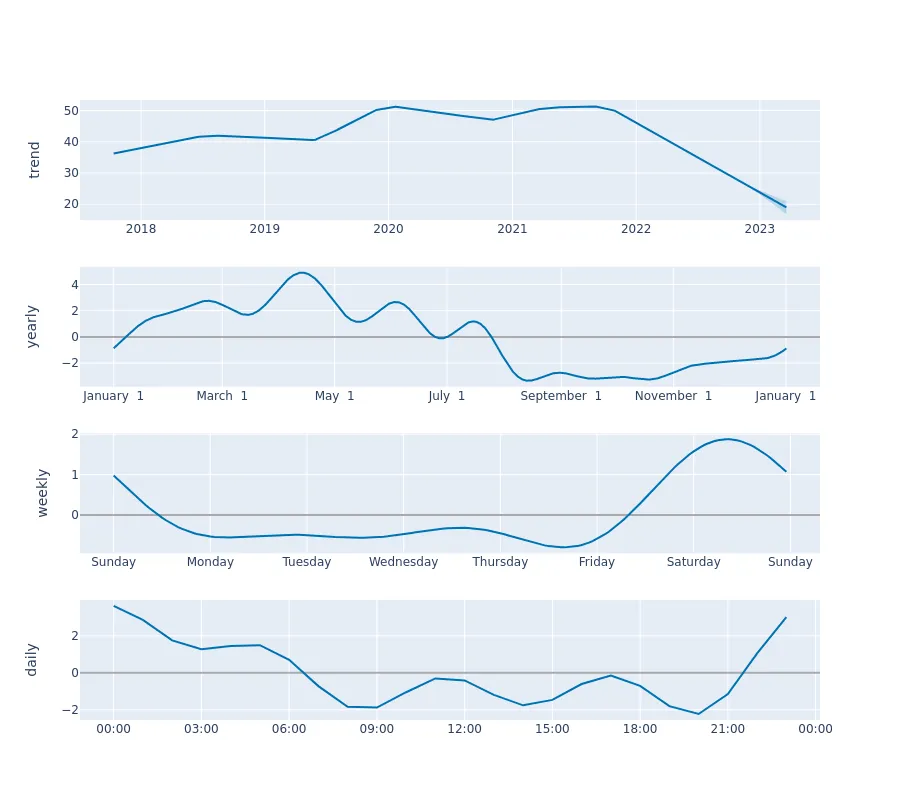 trend
50
40
30
20
2018 2019 2020 2021 2022 2023
yearly
4
2
0
−2
January 1 March 1 May 1 July 1 September 1 November 1 January 1
weekly
2
1
0
Sunday Monday Tuesday Wednesday Thursday Friday Saturday Sunday
daily
2
0
−2
00:00 03:00 06:00 09:00 12:00 15:00 18:00 21:00 00:00